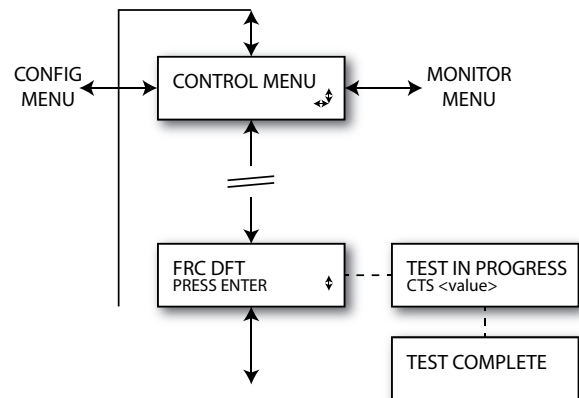 CONFIG
MENU
CONTROL MENU
MONITOR
MENU
FRC DFT
PRESS ENTER
TEST IN PROGRESS
CTS <value>
TEST COMPLETE